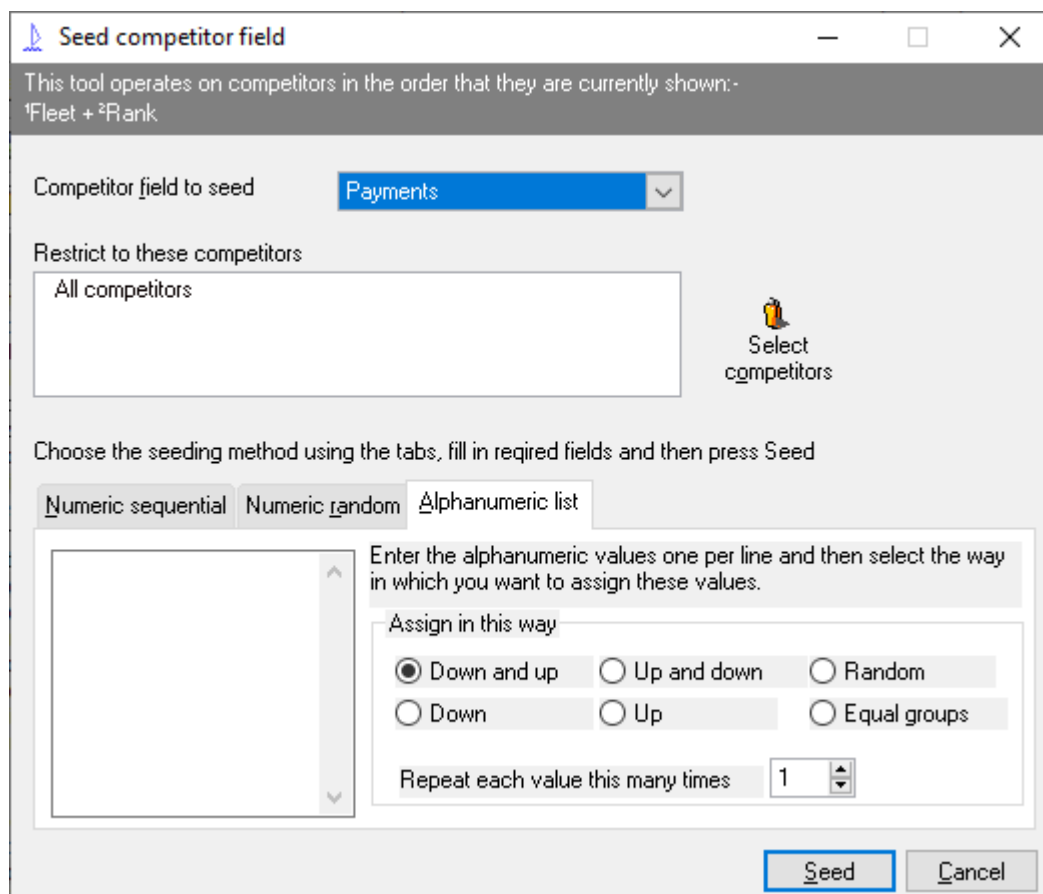 Seed competitor field
This tool operates on competitors in the order that they are currently shown:-
¹Fleet + ²Rank
Competitor field to seed
Payments
Restrict to these competitors
All competitors
Select
competitors
Choose the seeding method using the tabs, fill in reqired fields and then press Seed
Numeric sequential
Numeric random
Alphanumeric list
Enter the alphanumeric values one per line and then select the way
in which you want to assign these values.
Assign in this way
Down and up
Up and down
Random
Down
Up
Equal groups
Repeat each value this many times
1
Seed
Cancel